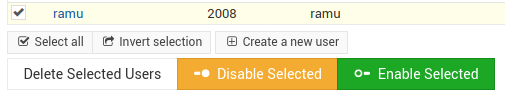 ramu 2008 ramu
Select all Invert selection Create a new user
Delete Selected Users Disable Selected Enable Selected